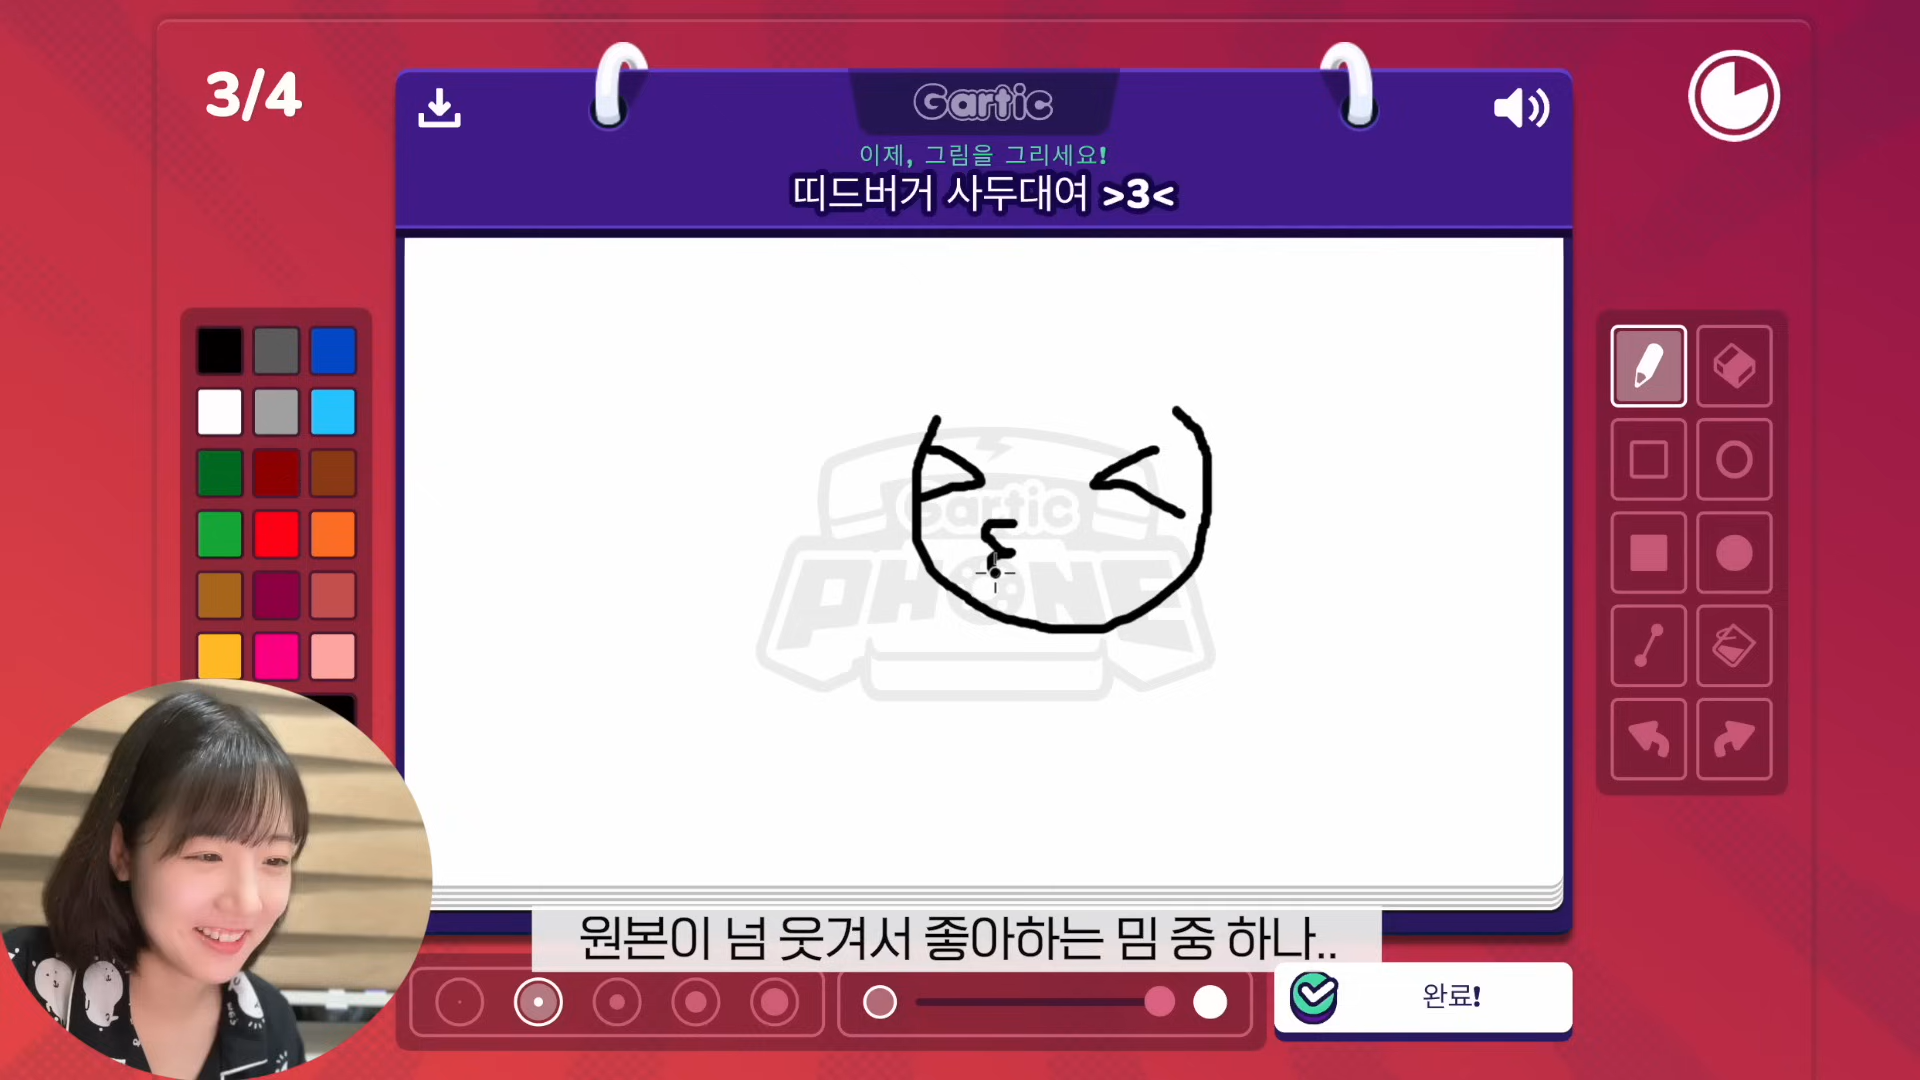 3/4
Gartic
이제, 그림을 그리세요!
띠드버거 사두대여 >3<
Gartic
PHONE
원본이 넘 웃겨서 좋아하는 밈 중 하나..
완료!